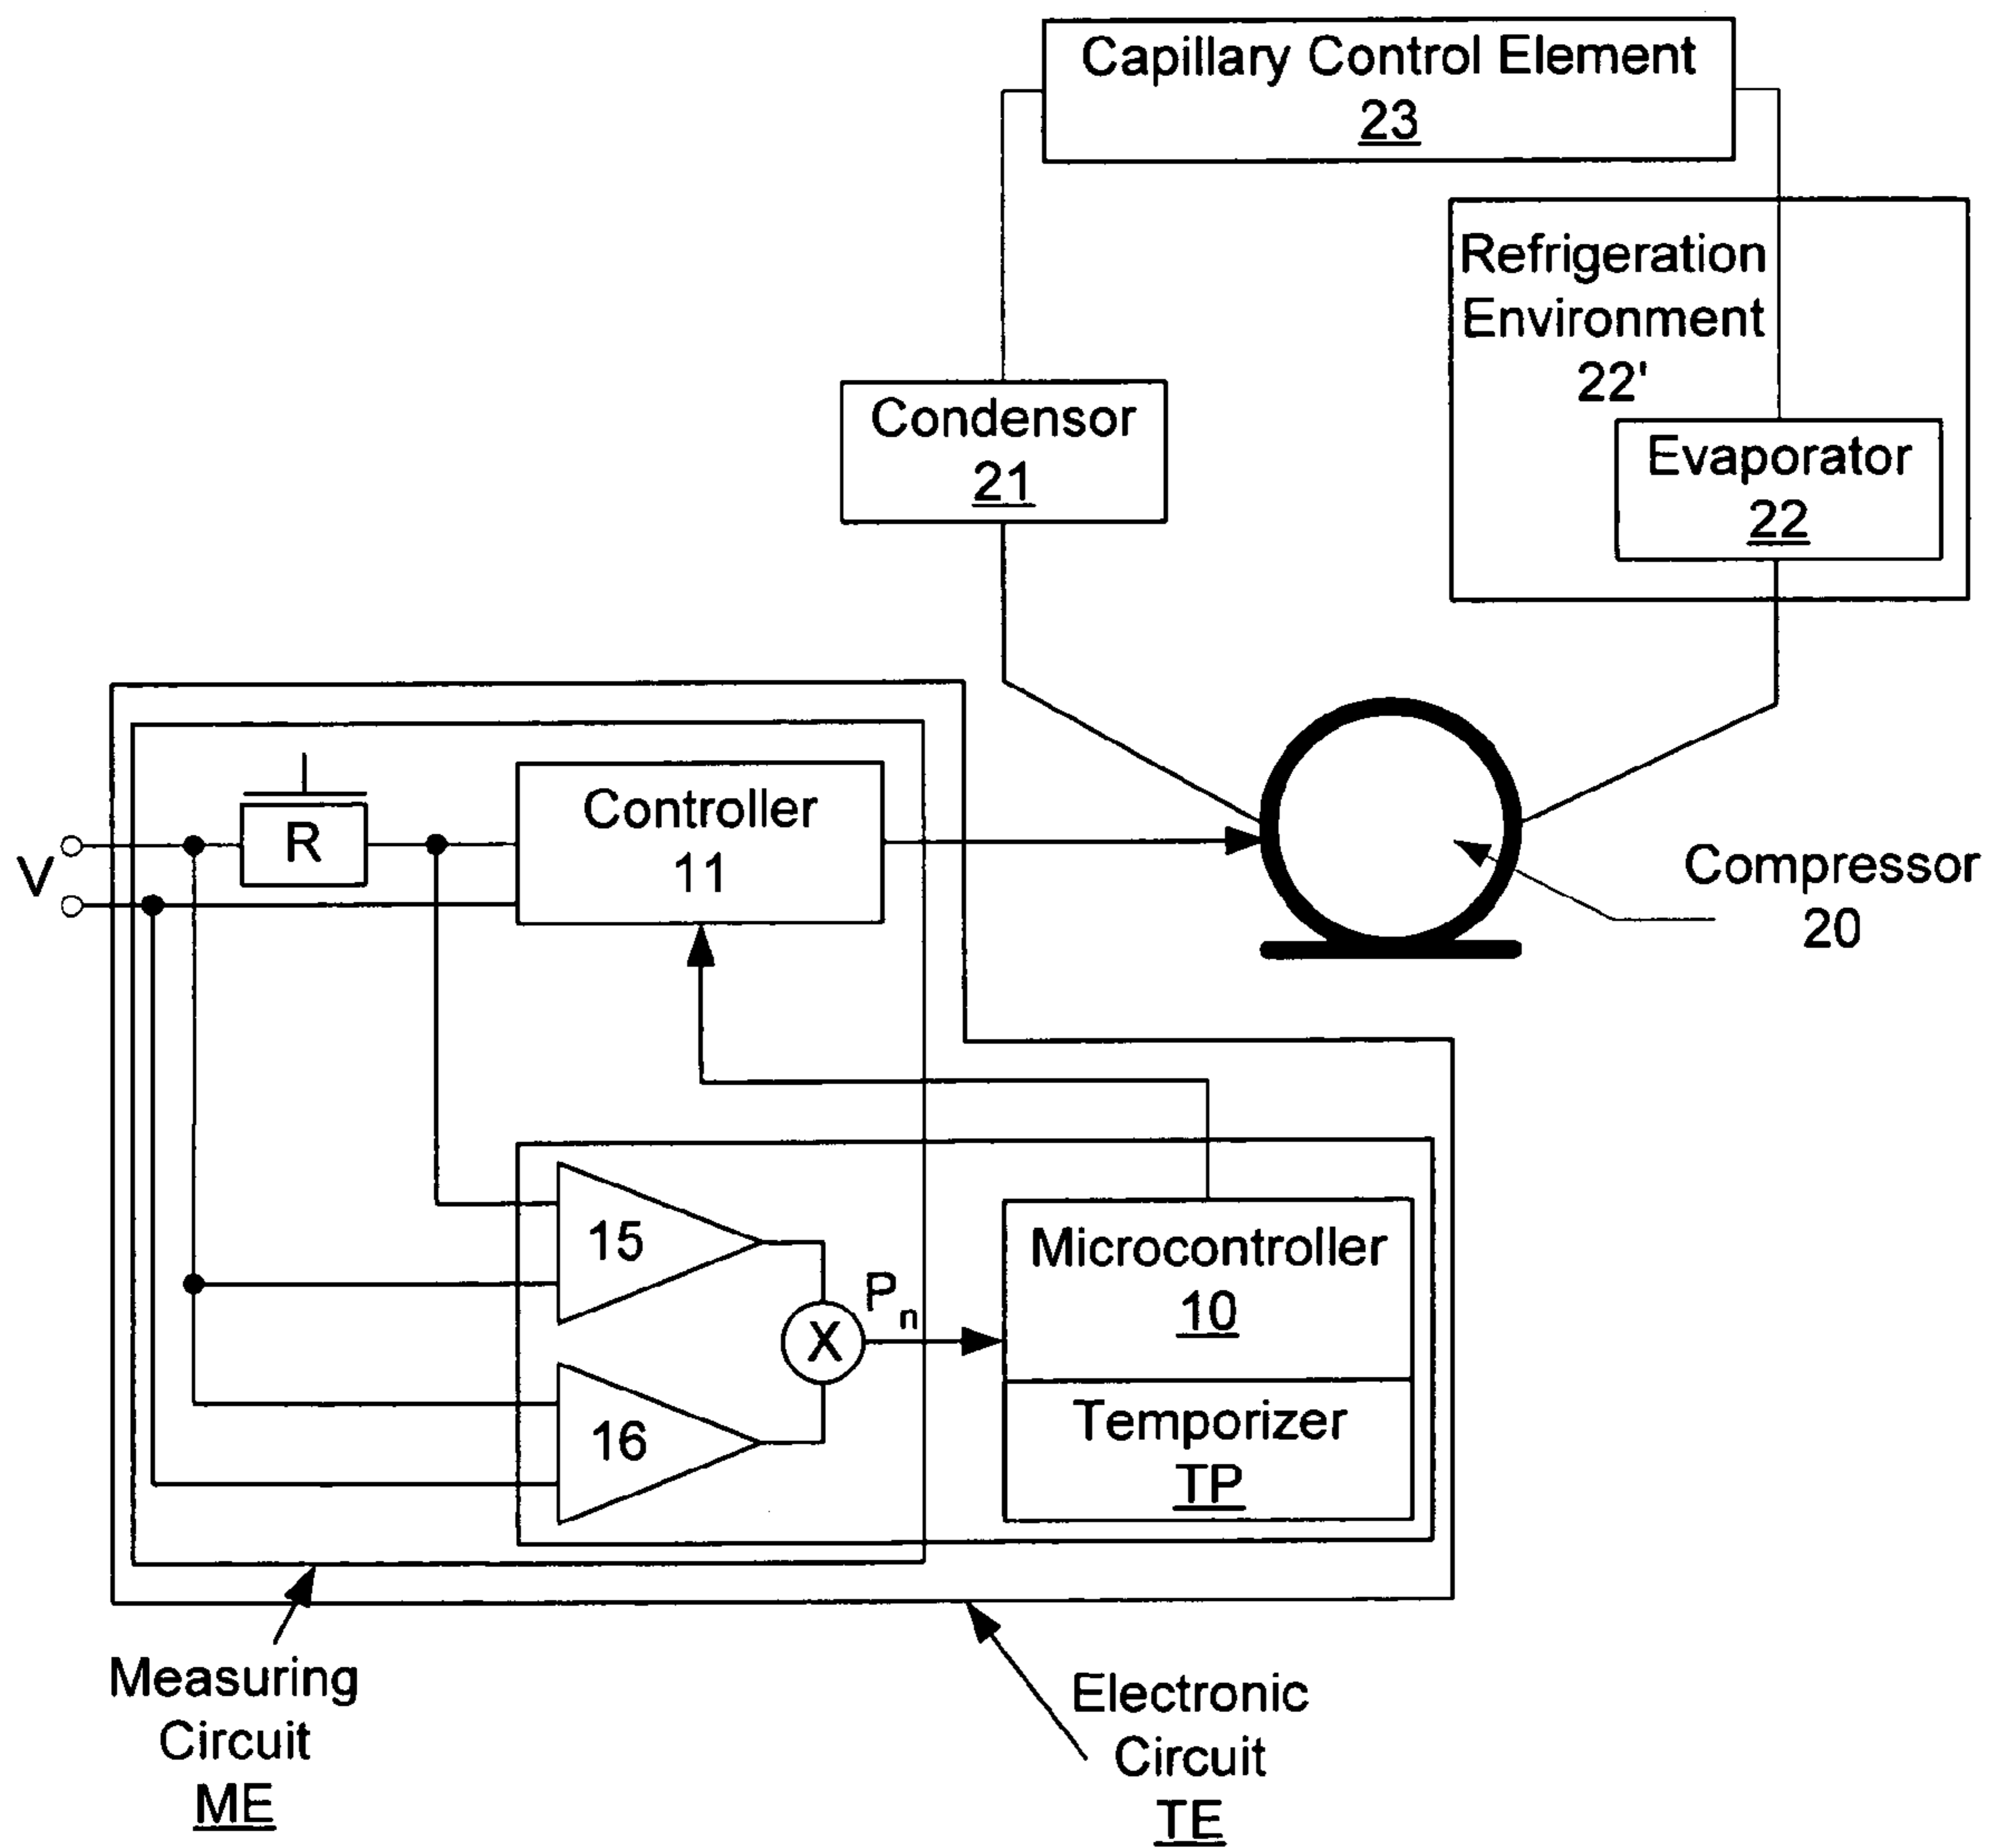 Capillary Control Element
23
Refrigeration
Environment
22'
Condensor
21
Evaporator
22
Controller
11
R
V
Compressor
20
15
Pn
X
16
Microcontroller
10
Temporizer
TP
Measuring
Circuit
ME
Electronic
Circuit
TE